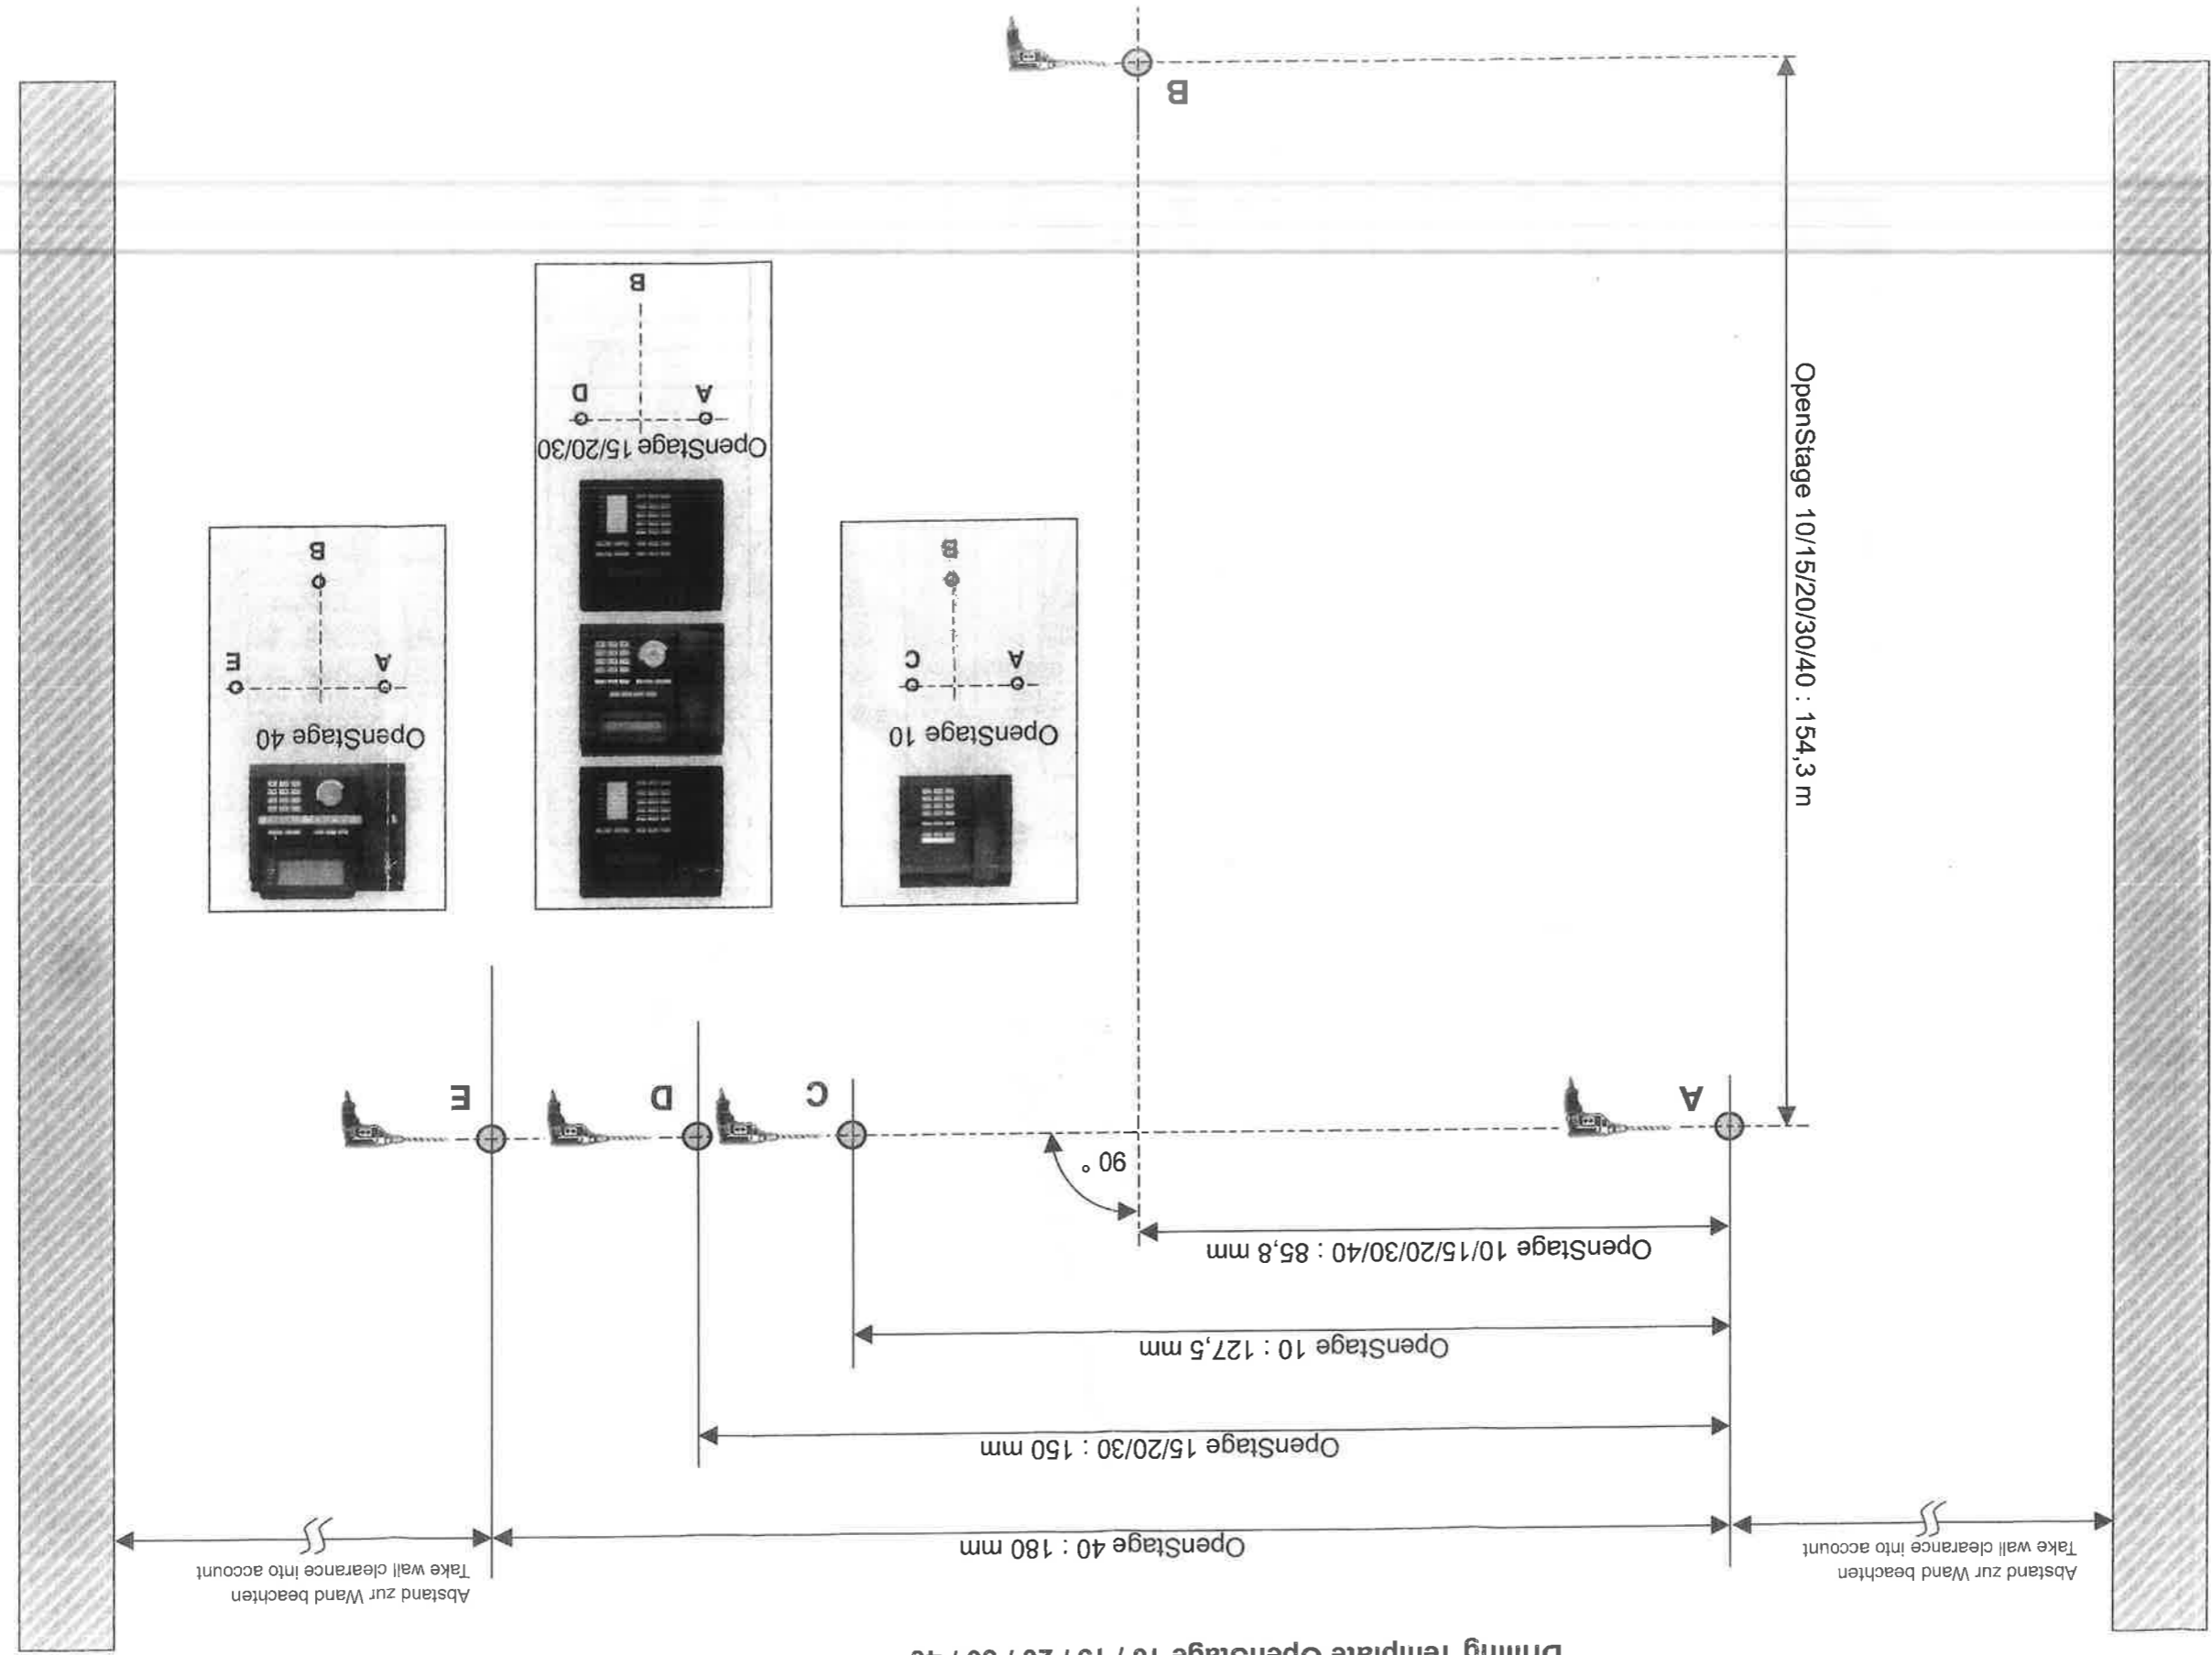 Drilling Template OpenStage 10 / 15 / 20 / 30 / 40
Abstand zur Wand beachten
Take wall clearance into account
Abstand zur Wand beachten
Take wall clearance into account
OpenStage 40 : 180 mm
OpenStage 15/20/30 : 150 mm
OpenStage 10 : 127,5 mm
OpenStage 10/15/20/30/40 : 85,8 mm
90 °
A
C
D
E
OpenStage 10/15/20/30/40 : 154,3 m
OpenStage 10
A
C
B
OpenStage 15/20/30
A
D
B
OpenStage 40
A
E
B
B